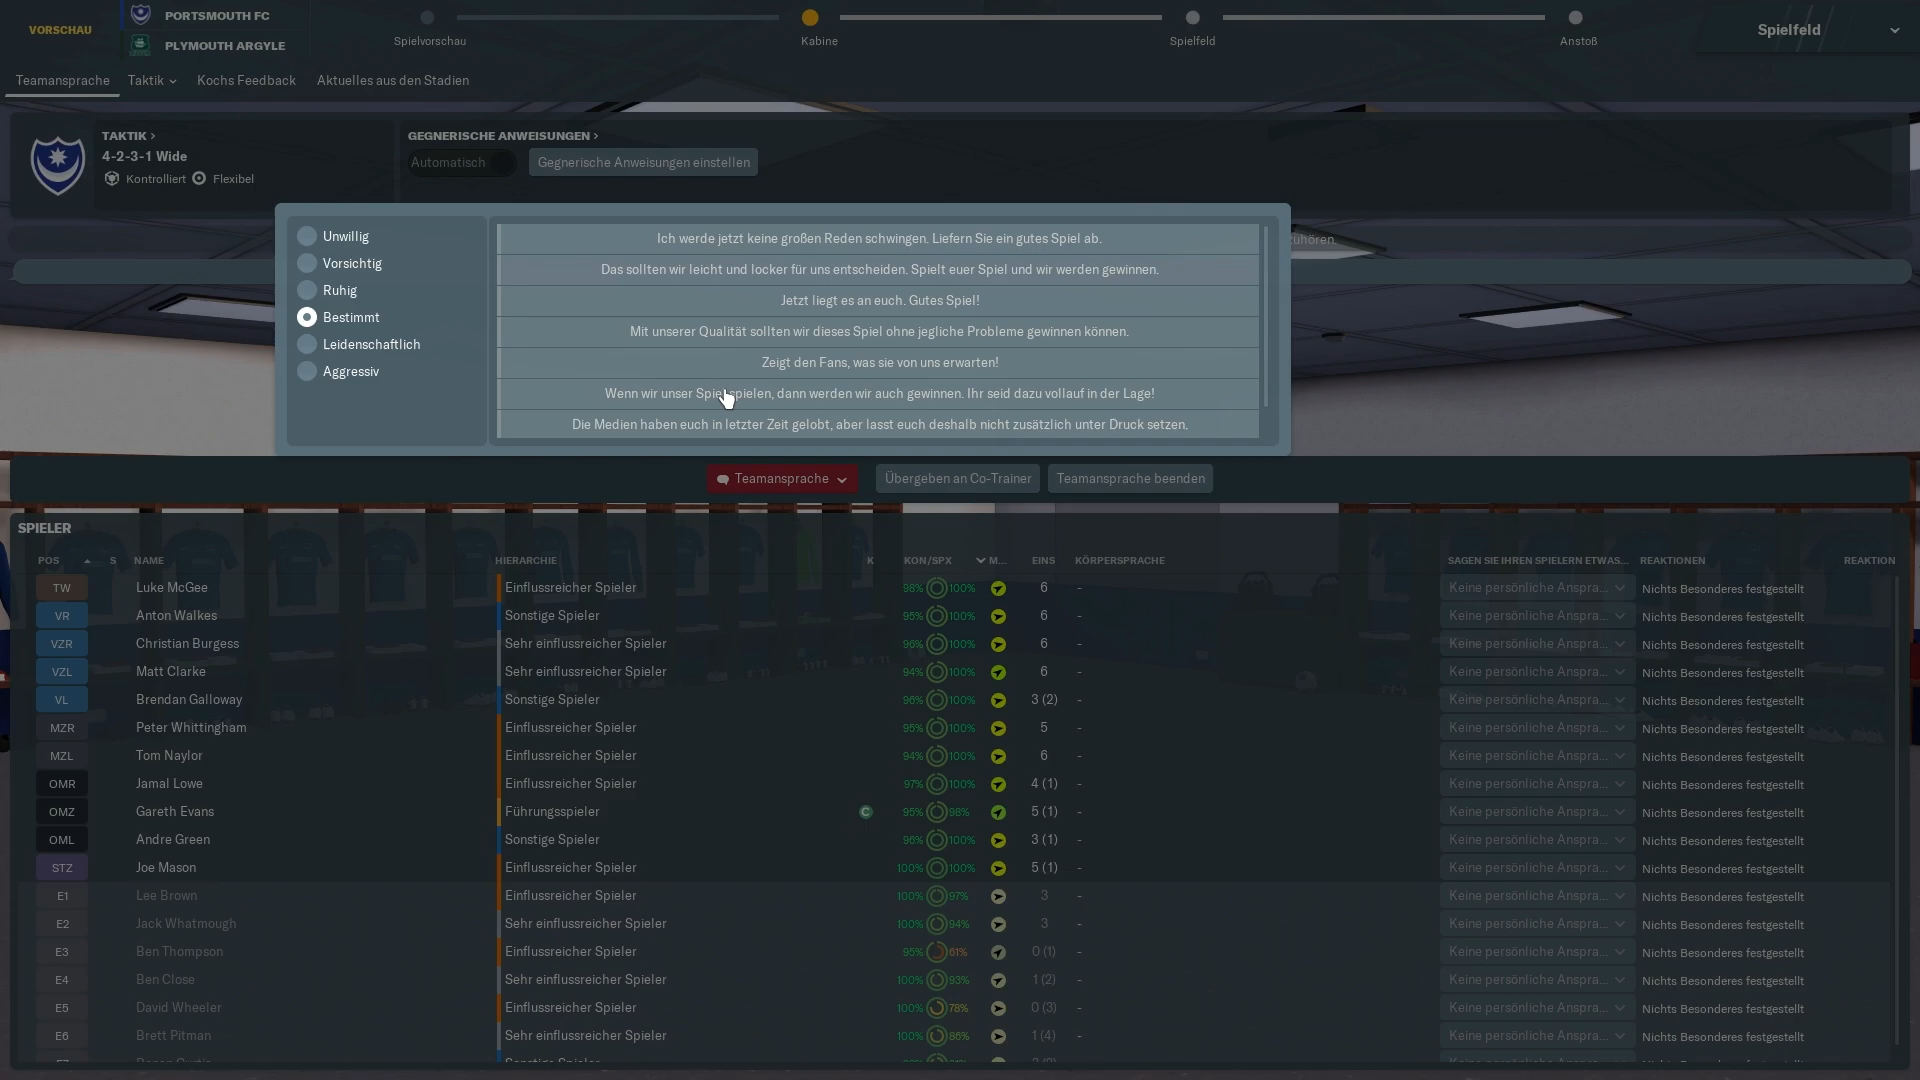 VORSCHAU
PORTSMOUTH FC
PLYMOUTH ARGYLE
Spielvorschau
Kabine
Spielfeld
Anstoß
Spielfeld
Teamansprache
Taktik
Kochs Feedback
Aktuelles aus den Stadien
TAKTIK >
4-2-3-1 Wide
Kontrolliert
Flexibel
GEGNERISCHE ANWEISUNGEN >
Automatisch
Gegnerische Anweisungen einstellen
zuhören.
Unwillig
Vorsichtig
Ruhig
Bestimmt
Leidenschaftlich
Aggressiv
Ich werde jetzt keine großen Reden schwingen. Liefern Sie ein gutes Spiel ab.
Das sollten wir leicht und locker für uns entscheiden. Spielt euer Spiel und wir werden gewinnen.
Jetzt liegt es an euch. Gutes Spiel!
Mit unserer Qualität sollten wir dieses Spiel ohne jegliche Probleme gewinnen können.
Zeigt den Fans, was sie von uns erwarten!
Wenn wir unser Spiel spielen, dann werden wir auch gewinnen. Ihr seid dazu vollauf in der Lage!
Die Medien haben euch in letzter Zeit gelobt, aber lasst euch deshalb nicht zusätzlich unter Druck setzen.
Teamansprache
Übergeben an Co-Trainer
Teamansprache beenden
SPIELER
POS S NAME HIERARCHIE K KON/SPX M... EINS KÖRPERSPRACHE SAGEN SIE IHREN SPIELERN ETWAS... REAKTIONEN REAKTION
TW Luke McGee Einflussreicher Spieler 98% 100% 6 - Keine persönliche Anspra... Nichts Besonderes festgestellt
VR Anton Walkes Sonstige Spieler 95% 100% 6 - Keine persönliche Anspra... Nichts Besonderes festgestellt
VZR Christian Burgess Sehr einflussreicher Spieler 96% 100% 6 - Keine persönliche Anspra... Nichts Besonderes festgestellt
VZL Matt Clarke Sehr einflussreicher Spieler 94% 100% 6 - Keine persönliche Anspra... Nichts Besonderes festgestellt
VL Brendan Galloway Sonstige Spieler 96% 100% 3 (2) - Keine persönliche Anspra... Nichts Besonderes festgestellt
MZR Peter Whittingham Einflussreicher Spieler 95% 100% 5 - Keine persönliche Anspra... Nichts Besonderes festgestellt
MZL Tom Naylor Einflussreicher Spieler 94% 100% 6 - Keine persönliche Anspra... Nichts Besonderes festgestellt
OMR Jamal Lowe Einflussreicher Spieler 97% 100% 4 (1) - Keine persönliche Anspra... Nichts Besonderes festgestellt
OMZ Gareth Evans Führungsspieler C 95% 98% 5 (1) - Keine persönliche Anspra... Nichts Besonderes festgestellt
OML Andre Green Sonstige Spieler 96% 100% 3 (1) - Keine persönliche Anspra... Nichts Besonderes festgestellt
STZ Joe Mason Einflussreicher Spieler 100% 100% 5 (1) - Keine persönliche Anspra... Nichts Besonderes festgestellt
E1 Lee Brown Einflussreicher Spieler 100% 97% 3 - Keine persönliche Anspra... Nichts Besonderes festgestellt
E2 Jack Whatmough Sehr einflussreicher Spieler 100% 94% 3 - Keine persönliche Anspra... Nichts Besonderes festgestellt
E3 Ben Thompson Einflussreicher Spieler 95% 61% 0 (1) - Keine persönliche Anspra... Nichts Besonderes festgestellt
E4 Ben Close Sehr einflussreicher Spieler 100% 93% 1 (2) - Keine persönliche Anspra... Nichts Besonderes festgestellt
E5 David Wheeler Einflussreicher Spieler 100% 78% 0 (3) - Keine persönliche Anspra... Nichts Besonderes festgestellt
E6 Brett Pitman Sehr einflussreicher Spieler 100% 86% 1 (4) - Keine persönliche Anspra... Nichts Besonderes festgestellt